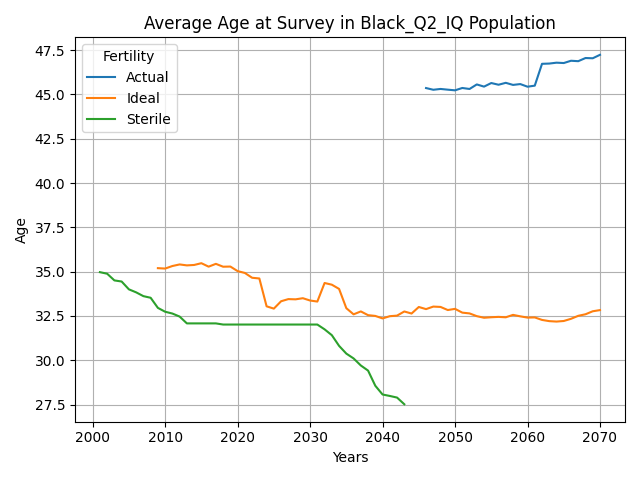 Average Age at Survey in Black_Q2_IQ Population
Fertility
Actual
Ideal
Sterile
47.5
45.0
42.5
40.0
37.5
35.0
32.5
30.0
27.5
Age
2000 2010 2020 2030 2040 2050 2060 2070
Years